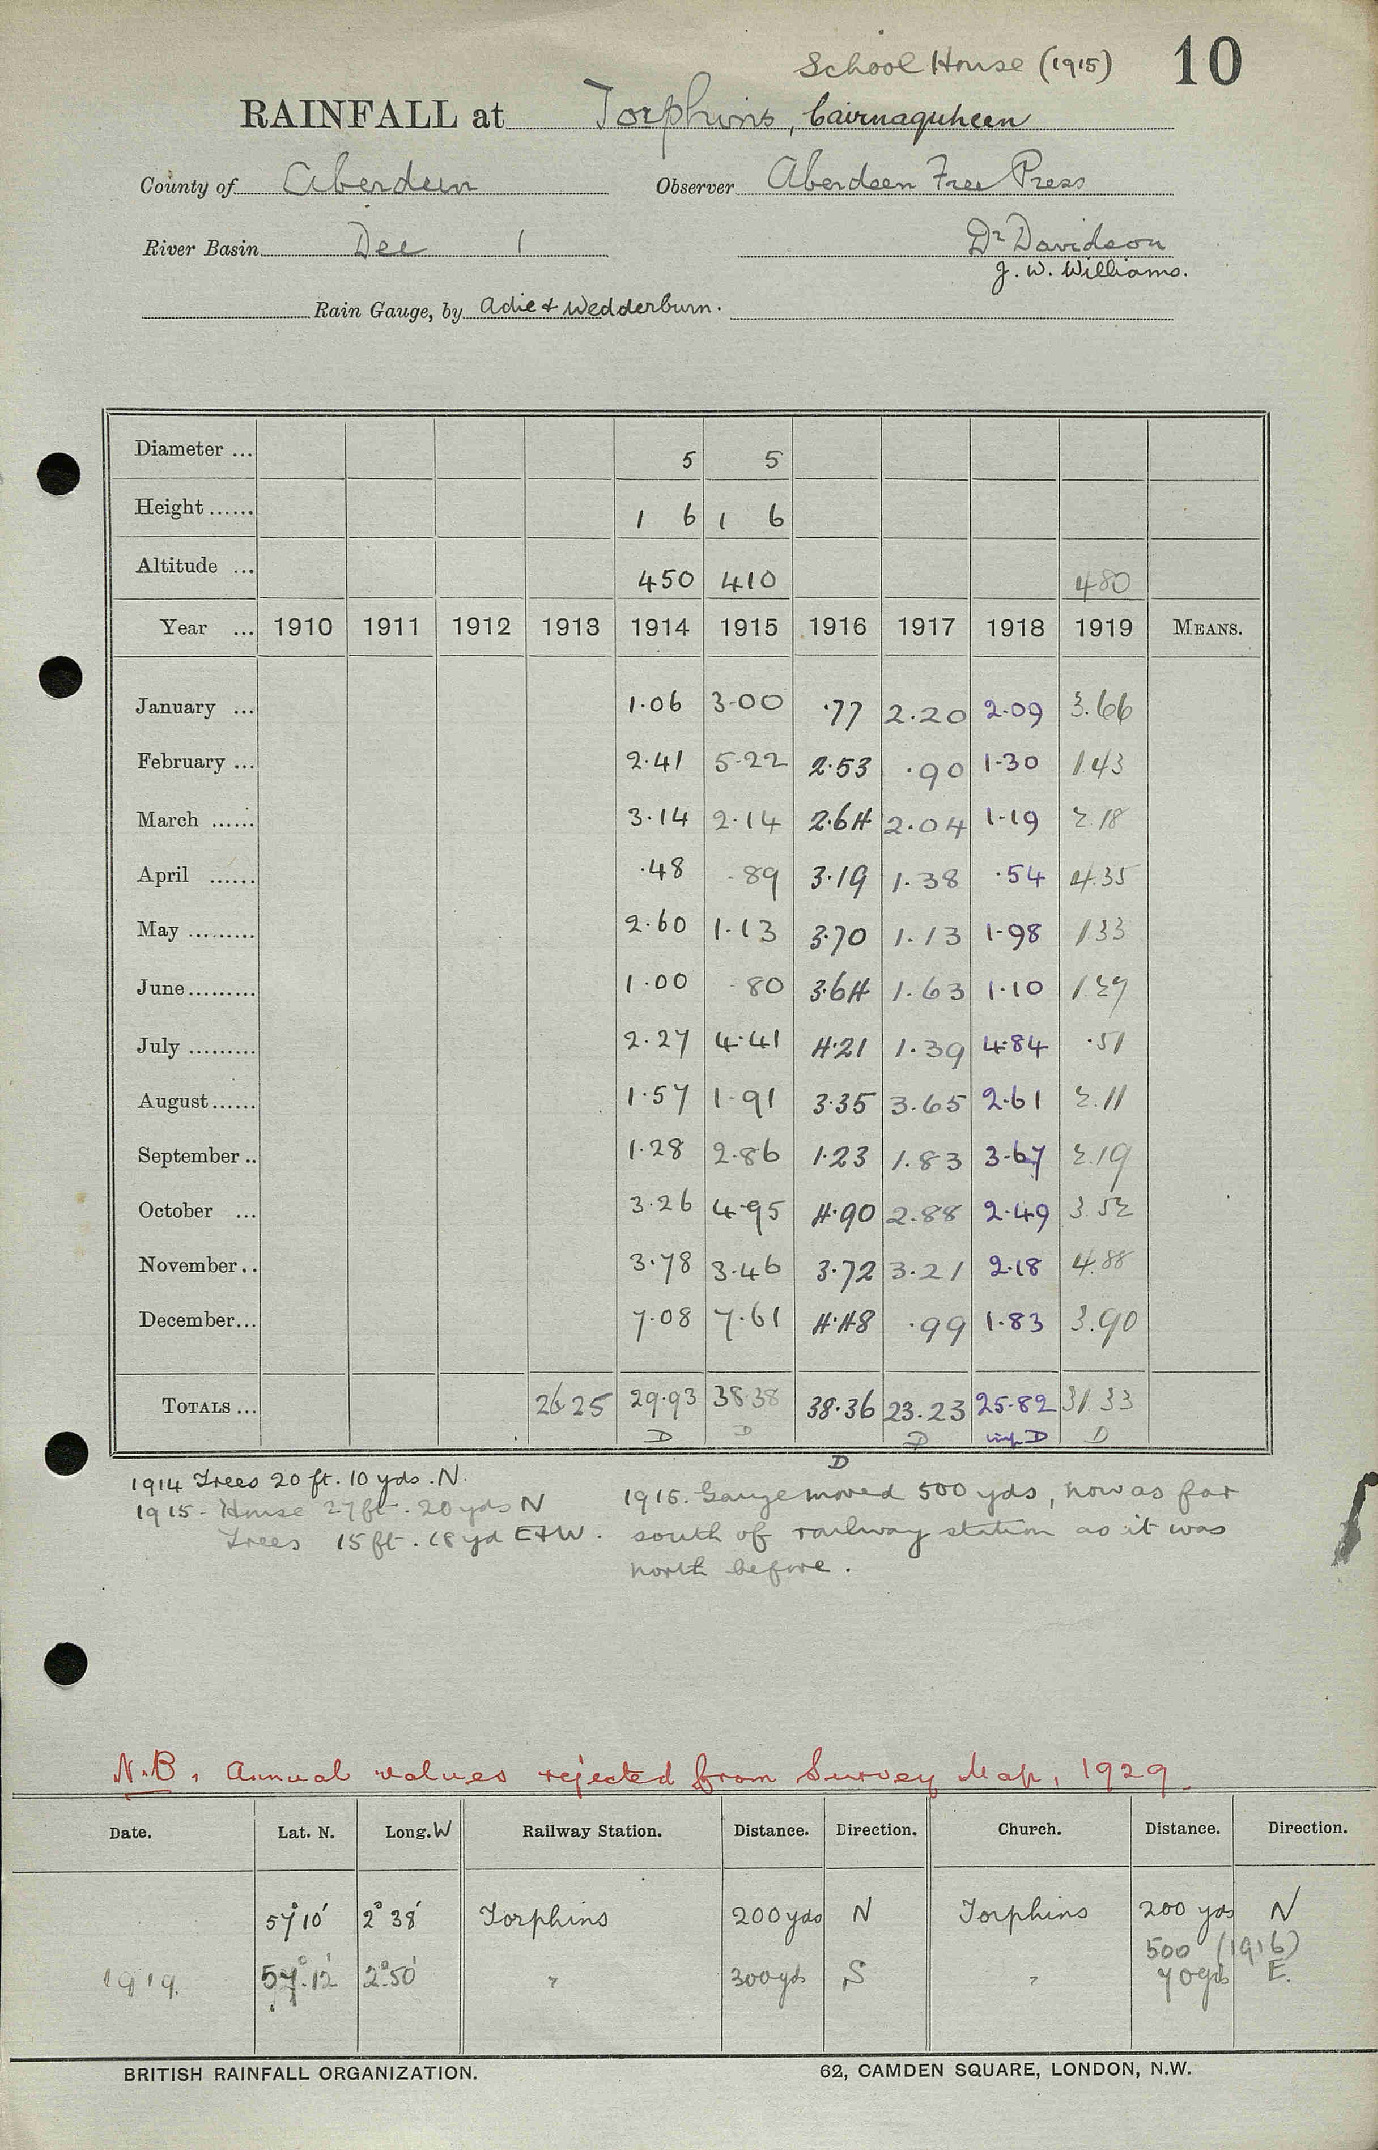 School House (1915) 10
RAINFALL at Torphins, Cairnaquheen
County of Aberdeen Observer Aberdeen Free Press
River Basin Dee 1 Dr Davidson
J. W. Williams.
Rain Gauge, by Adie & Wedderburn.
Diameter ... 5 5
Height ...... 1 6 1 6
Altitude ... 450 410 480
Year ... 1910 1911 1912 1913 1914 1915 1916 1917 1918 1919 MEANS.
January ... 1.06 3.00 .77 2.20 2.09 3.66
February ... 2.41 5.22 2.53 .90 1.30 1.43
March ...... 3.14 2.14 2.64 2.04 1.19 2.18
April ...... .48 .89 3.19 1.38 .54 4.35
May ......... 2.60 1.13 3.70 1.13 1.98 1.33
June ......... 1.00 .80 3.64 1.63 1.10 1.27
July ......... 2.27 4.41 4.21 1.39 4.84 .51
August ...... 1.57 1.91 3.35 3.65 2.61 2.11
September .. 1.28 2.86 1.23 1.83 3.67 2.19
October ... 3.26 4.95 4.90 2.88 2.49 3.52
November .. 3.78 3.46 3.72 3.21 2.18 4.88
December ... 7.08 7.61 4.48 .99 1.83 3.90
TOTALS ... 26.25 29.93 38.38 38.36 23.23 25.82 31.33
D D D D imp. D D
1914 Trees 20 ft. 10 yds. N.
1915 - House 27 ft. 20 yds N
Trees 15 ft. 18 yd E & W.
1915. Gauge moved 500 yds, now as far
south of railway station as it was
north before.
N.B. Annual values rejected from Survey Map, 1929.
Date. Lat. N. Long. W Railway Station. Distance. Direction. Church. Distance. Direction.
57° 10' 2° 38' Torphins 200 yds N Torphins 200 yds N
500 (1916)
1919. 57° 12' 2° 50' " 300 yds S " 70 yds E.
BRITISH RAINFALL ORGANIZATION. 62, CAMDEN SQUARE, LONDON, N.W.